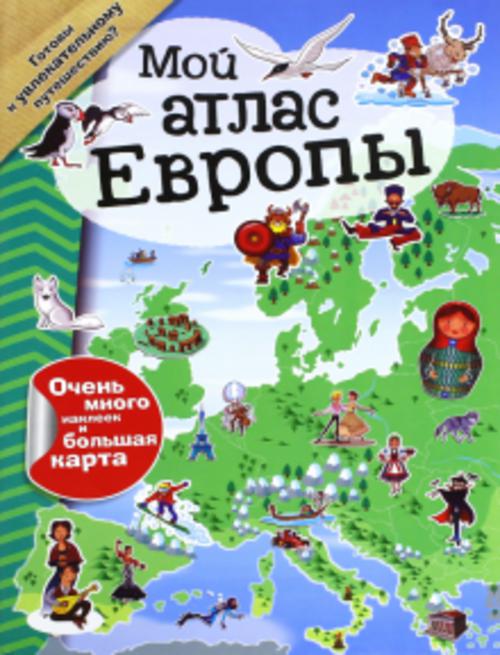 Готовы
к увлекательному
путешествию?
Мой
атлас
Европы
Очень
много
наклеек
и
большая
карта